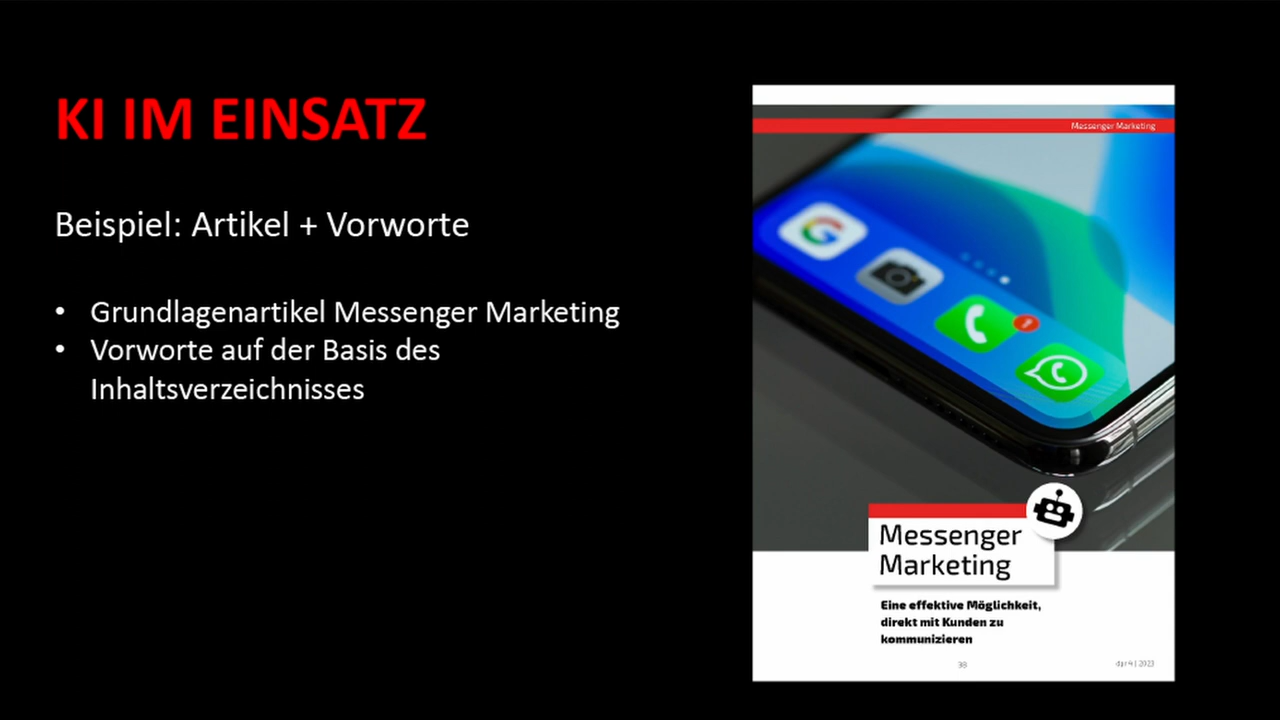 KI IM EINSATZ
Beispiel: Artikel + Vorworte
• Grundlagenartikel Messenger Marketing
• Vorworte auf der Basis des
Inhaltsverzeichnisses
Messenger Marketing
1
Messenger
Marketing
Eine effektive Möglichkeit,
direkt mit Kunden zu
kommunizieren
38
dpr 4 | 2023